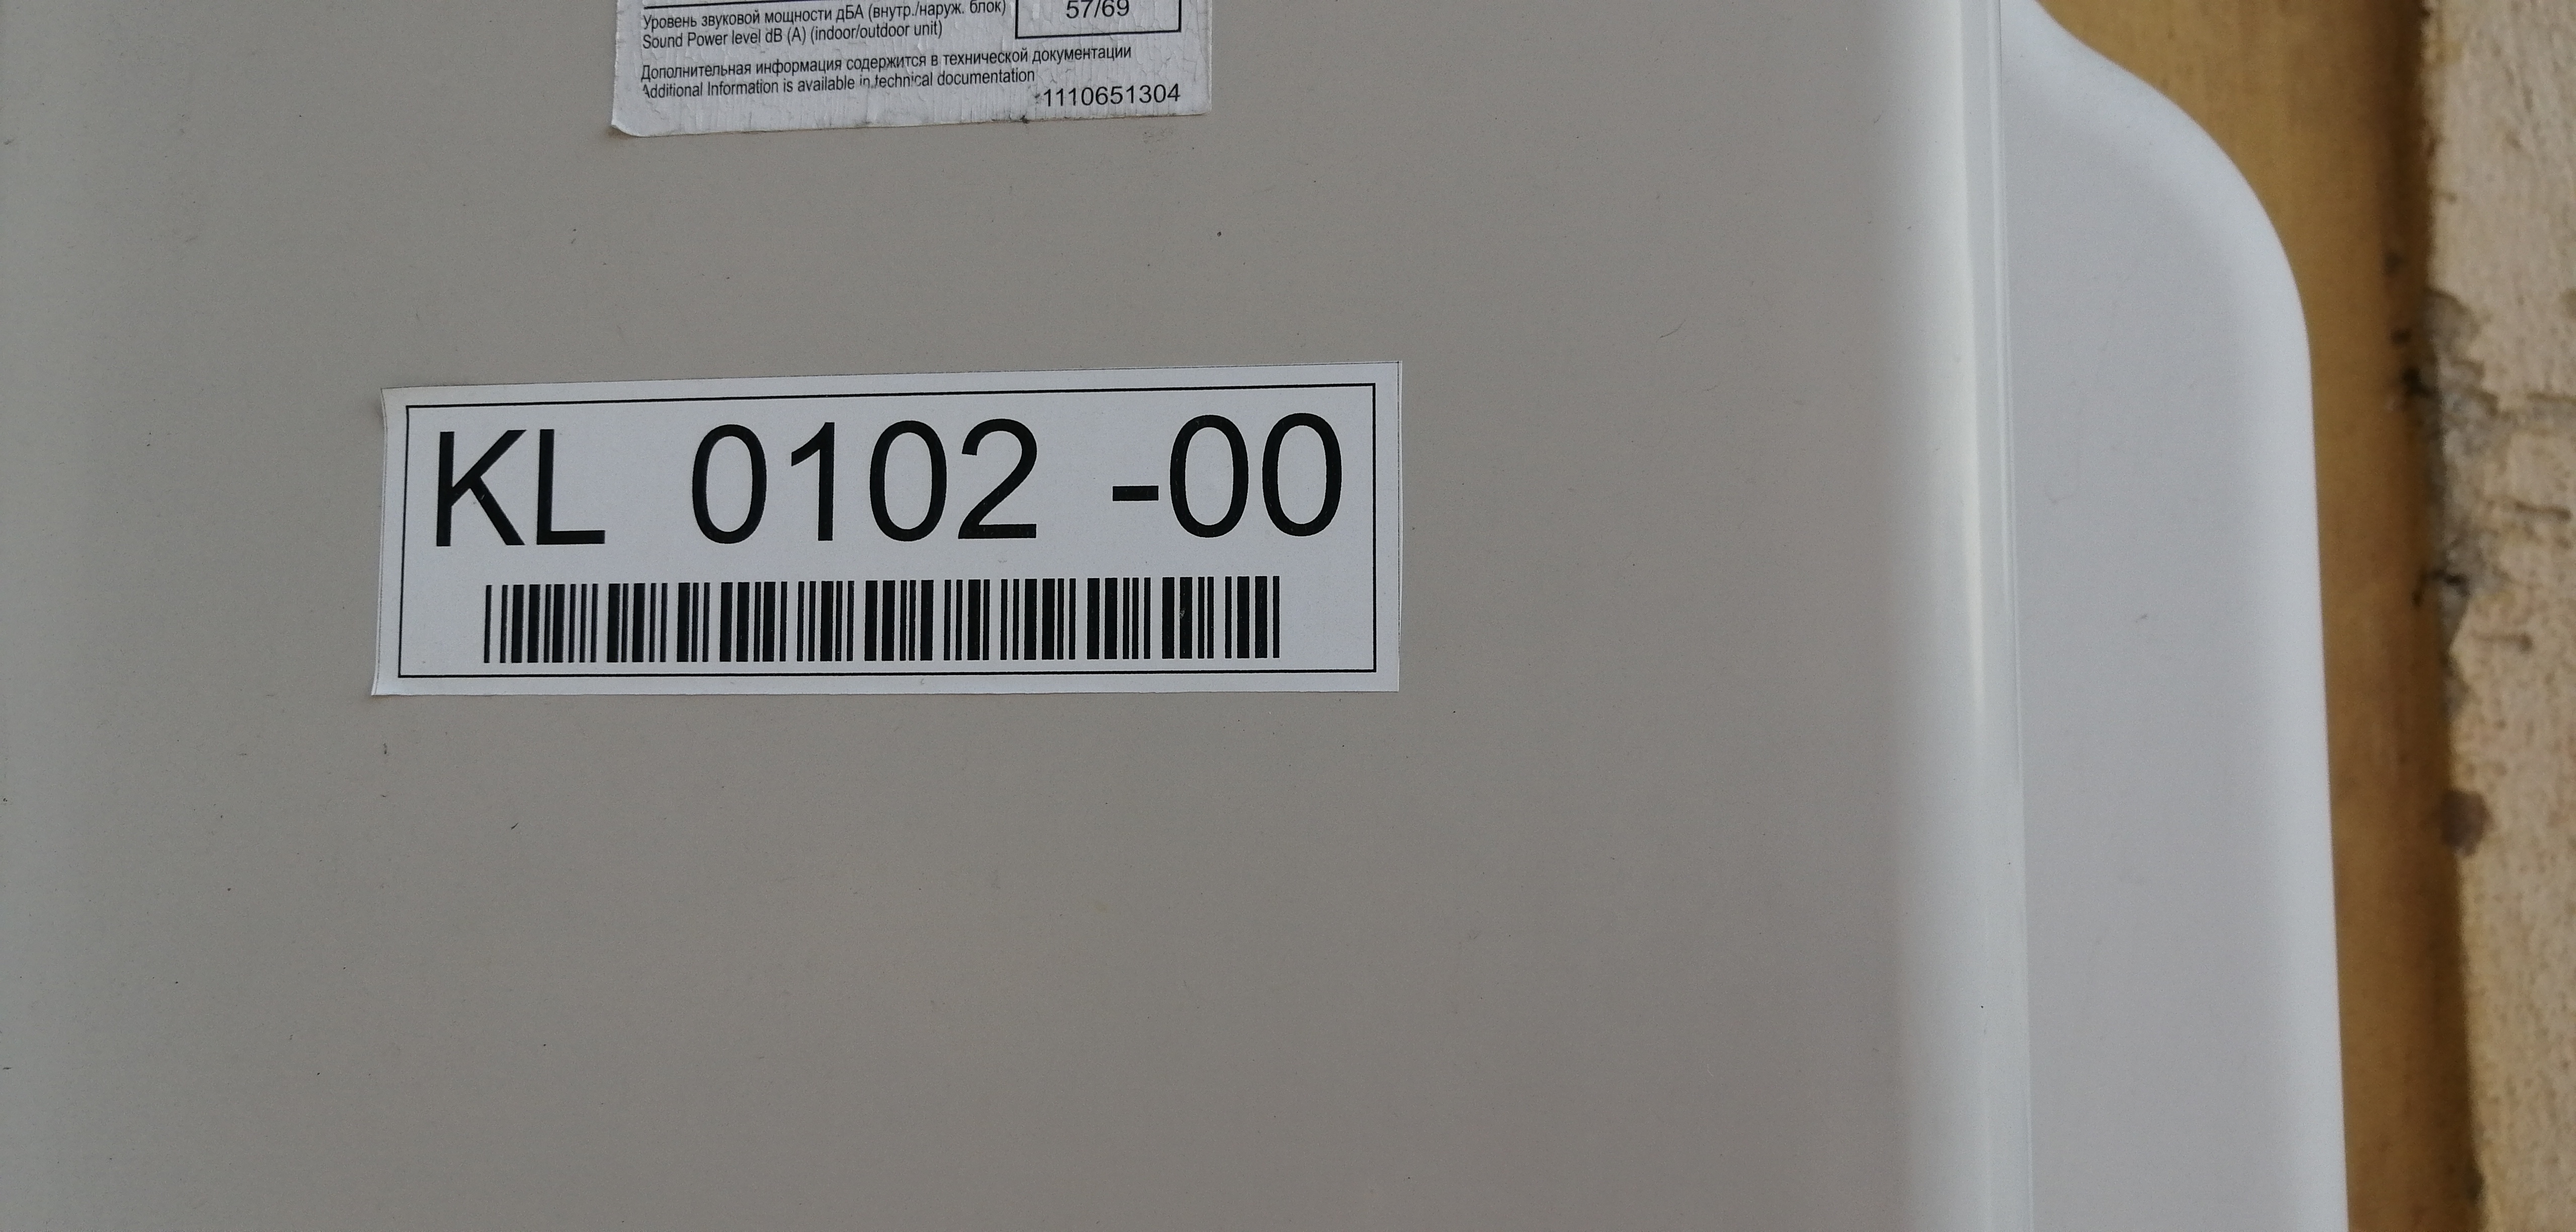 Уровень звуковой мощности дБА (внутр./наруж. блок)
Sound Power level dB (A) (indoor/outdoor unit)
57/69
Дополнительная информация содержится в технической документации
Additional Information is available in technical documentation
1110651304
KL 0102 -00